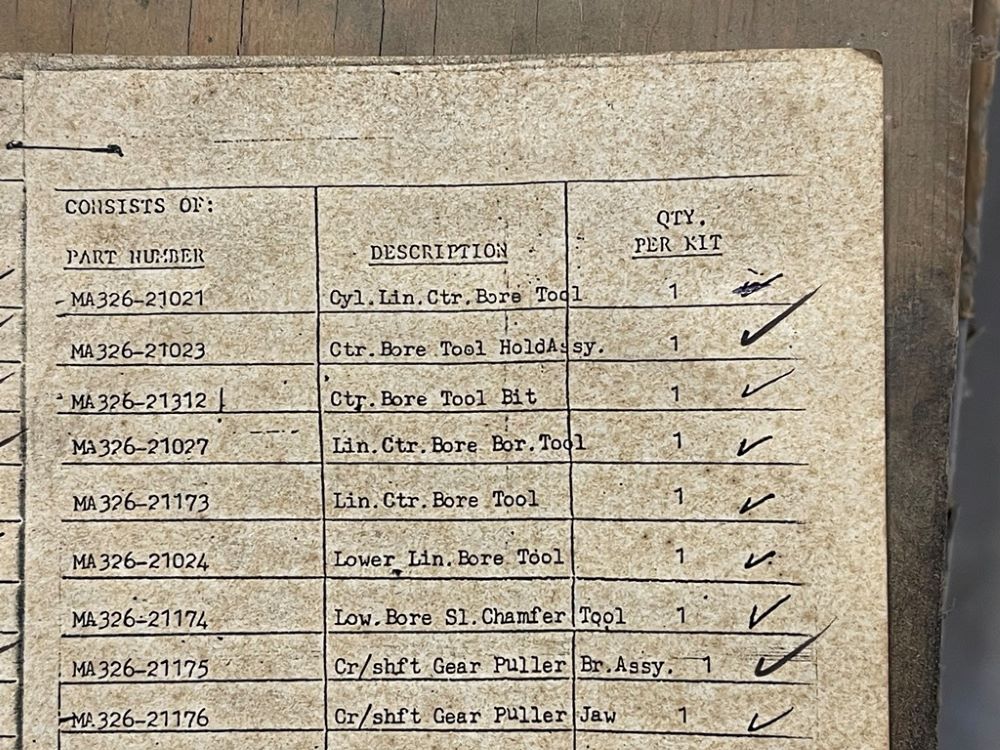 CONSISTS OF:
QTY.
PART NUMBER DESCRIPTION PER KIT
MA326-21021 Cyl.Lin.Ctr.Bore Tool 1
MA326-21023 Ctr.Bore Tool HoldAssy. 1
MA326-21312 Ctr.Bore Tool Bit 1
MA326-21027 Lin.Ctr.Bore Bor.Tool 1
MA326-21173 Lin.Ctr.Bore Tool 1
MA326-21024 Lower Lin.Bore Tool 1
MA326-21174 Low.Bore Sl.Chamfer Tool 1
MA326-21175 Cr/shft Gear Puller Br.Assy. 1
MA326-21176 Cr/shft Gear Puller Jaw 1